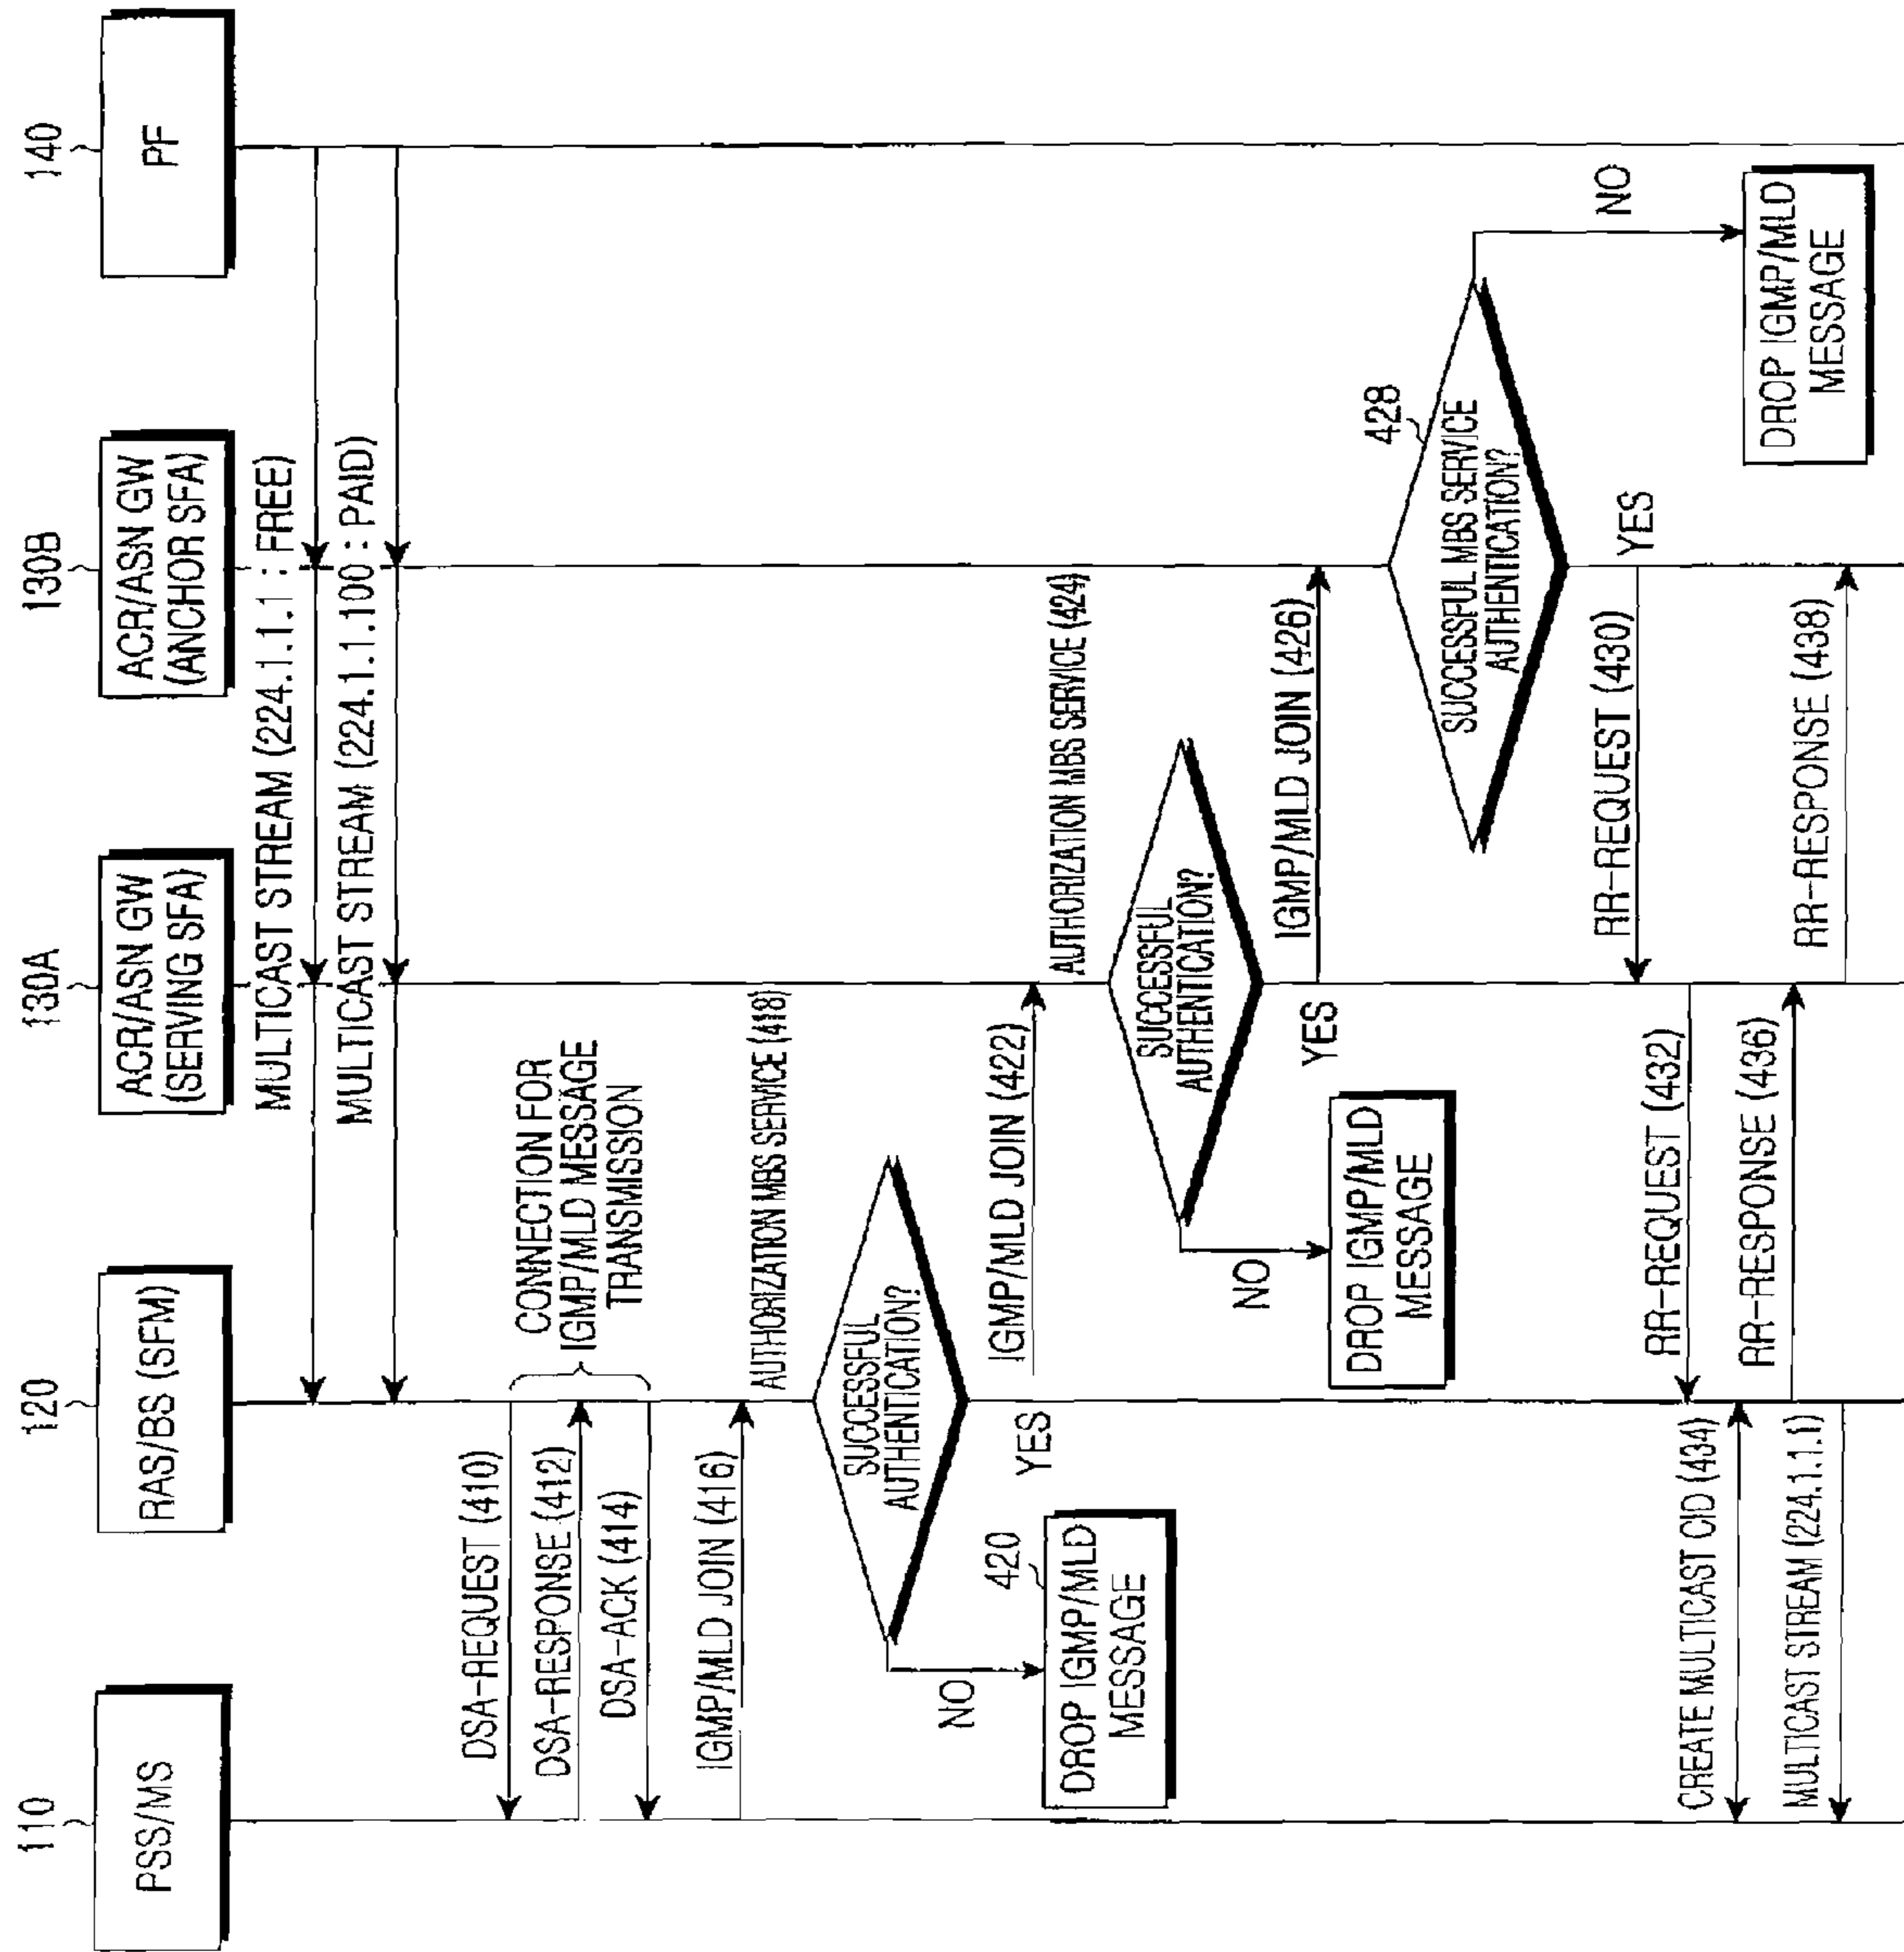 110
PSS/MS
120
RAS/BS (SFM)
130A
ACR/ASN GW
(SERVING SFA)
130B
ACR/ASN GW
(ANCHOR SFA)
140
PF
MULTICAST STREAM (224.1.1.1 : FREE)
MULTICAST STREAM (224.1.1.100 : PAID)
DSA-REQUEST (410)
DSA-RESPONSE (412)
DSA-ACK (414)
CONNECTION FOR
IGMP/MLD MESSAGE
TRANSMISSION
IGMP/MLD JOIN (416)
AUTHORIZATION MBS SERVICE (418)
SUCCESSFUL
AUTHENTICATION?
NO
YES
420
DROP IGMP/MLD
MESSAGE
IGMP/MLD JOIN (422)
AUTHORIZATION MBS SERVICE (424)
SUCCESSFUL
AUTHENTICATION?
NO
YES
DROP IGMP/MLD
MESSAGE
IGMP/MLD JOIN (426)
428
SUCCESSFUL MBS SERVICE
AUTHENTICATION?
NO
YES
DROP IGMP/MLD
MESSAGE
RR-REQUEST (430)
RR-REQUEST (432)
CREATE MULTICAST CID (434)
RR-RESPONSE (436)
RR-RESPONSE (438)
MULTICAST STREAM (224.1.1.1)